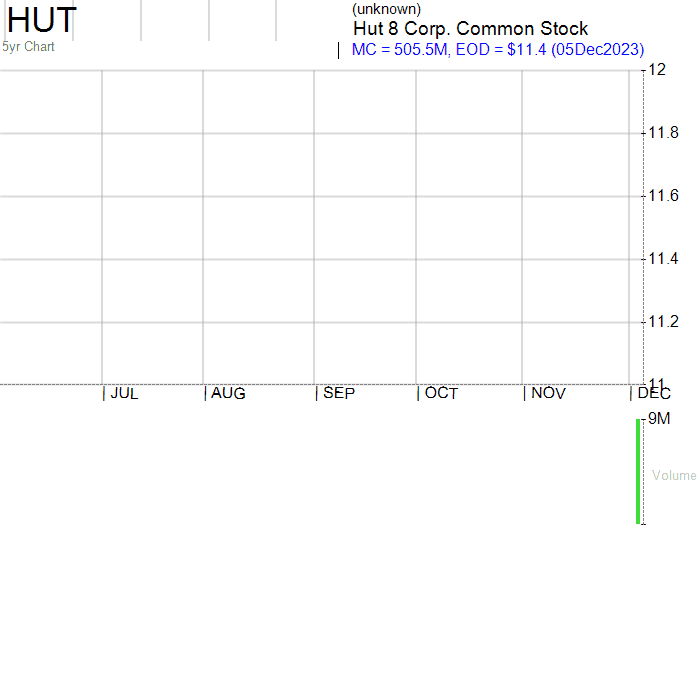 HUT
(unknown)
Hut 8 Corp. Common Stock
5yr Chart
MC = 505.5M, EOD = $11.4 (05Dec2023)
12
11.8
11.6
11.4
11.2
11
JUL AUG SEP OCT NOV DEC
9M
Volume